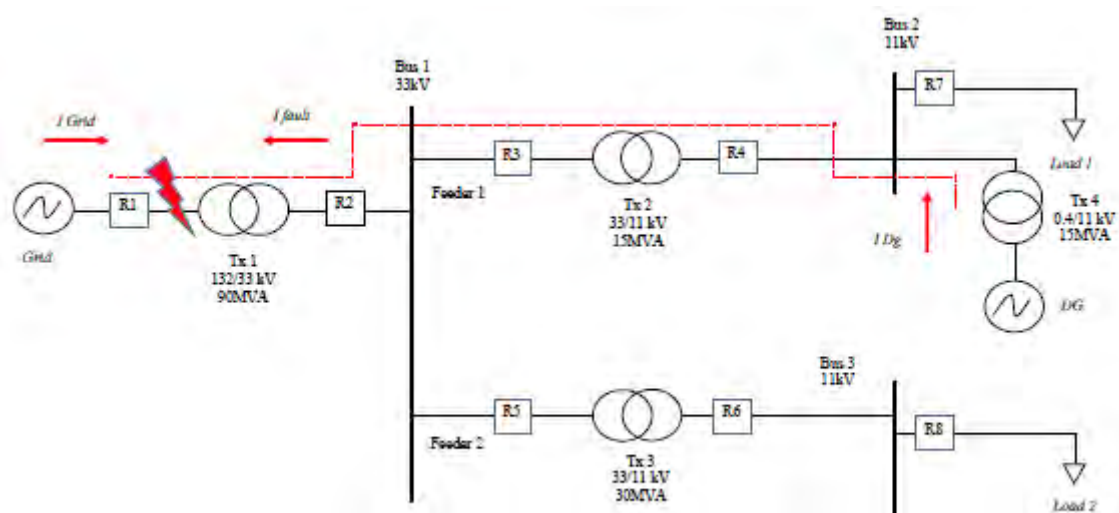 Bus 2
11kV
Bus 1
33kV
R7
I Grid
I fault
R3
R4
Load 1
R1
R2
Feeder 1
Tx 2
33/11 kV
15MVA
Tx 4
0.4/11 kV
15MVA
I Dg
Grid
Tx 1
132/33 kV
90MVA
DG
Bus 3
11kV
R5
R6
R8
Feeder 2
Tx 3
33/11 kV
30MVA
Load 2